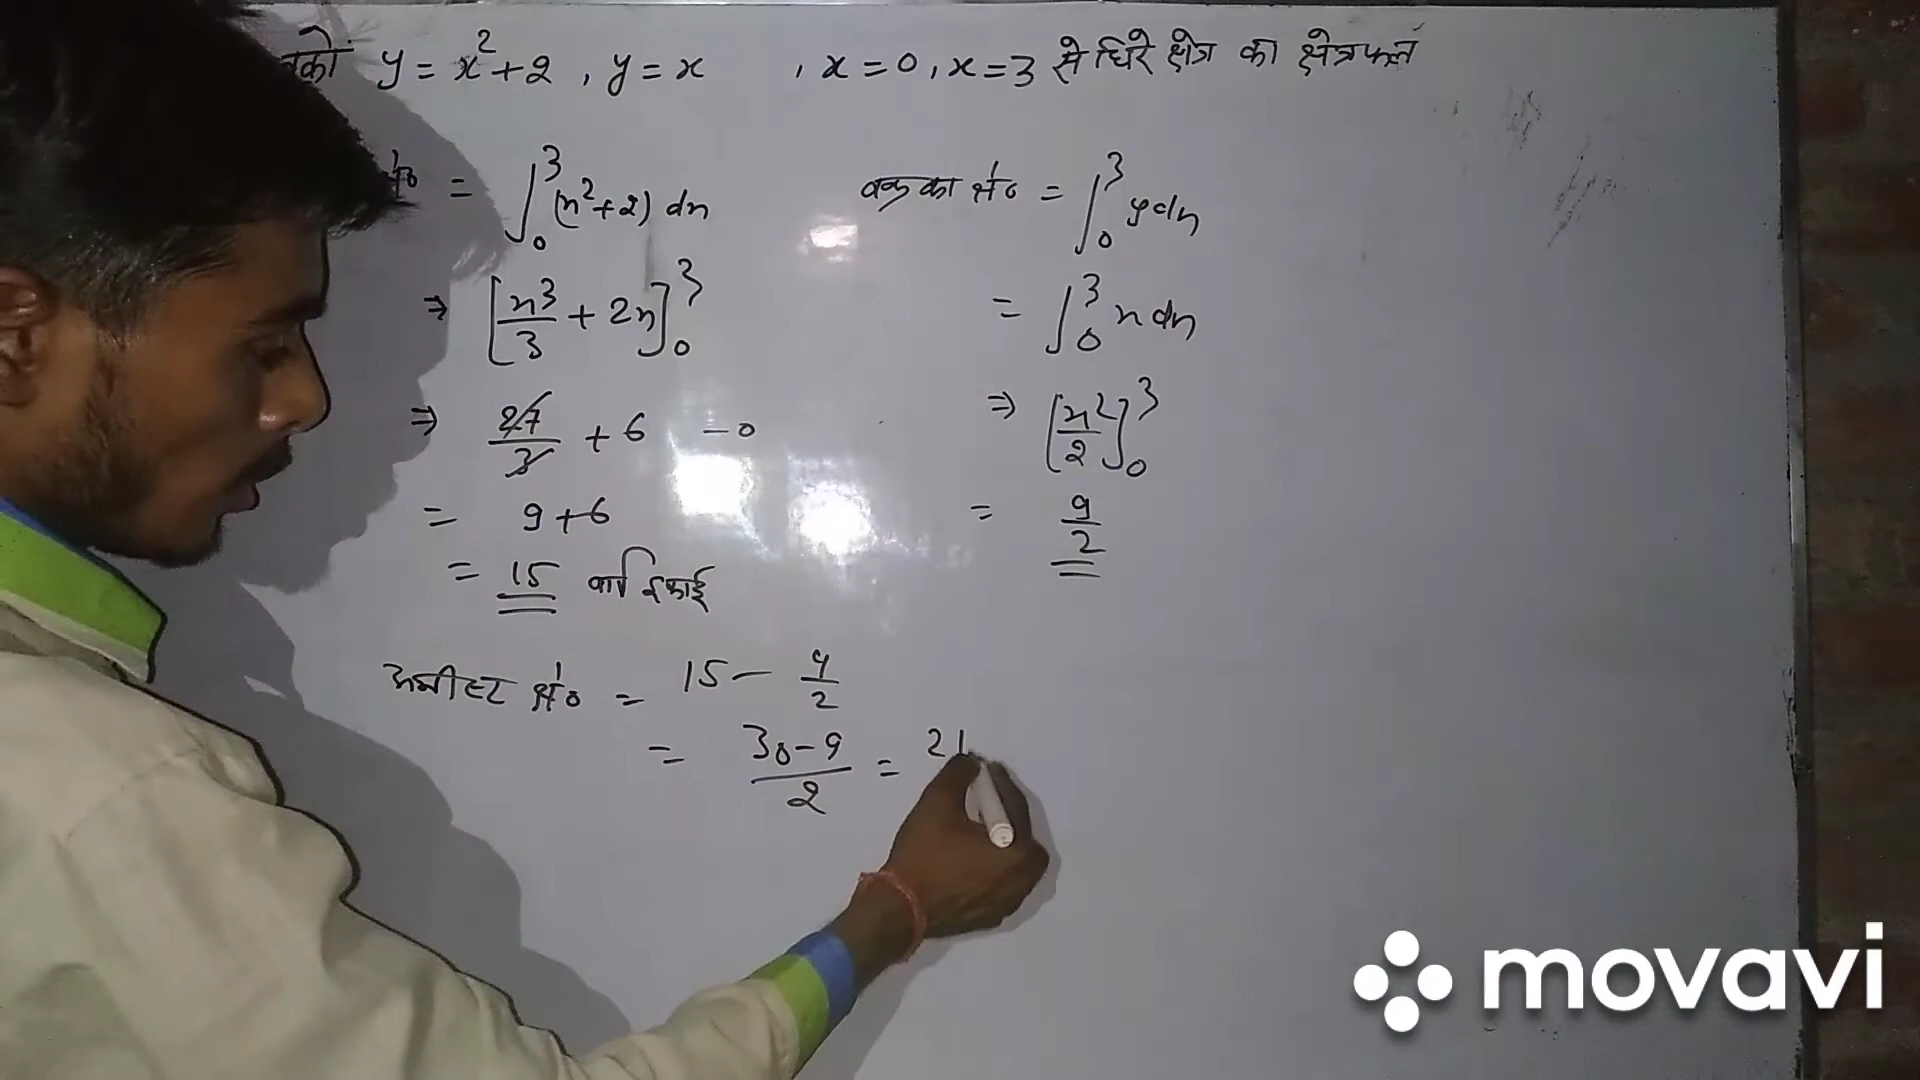 y = x²+2 , y = x , x = 0 , x = 3 से घिरे क्षेत्र का क्षेत्रफल
= ∫₀³ (x²+2) dx
⇒ [x³/3 + 2x]₀³
⇒ 27/3 + 6 - 0
= 9+6
= 15 वर्ग इकाई
वक्र का क्षे० = ∫₀³ y dx
= ∫₀³ x dx
⇒ [x²/2]₀³
= 9/2
अभीष्ट क्षे० = 15 - 9/2
= 30-9/2 = 21
movavi